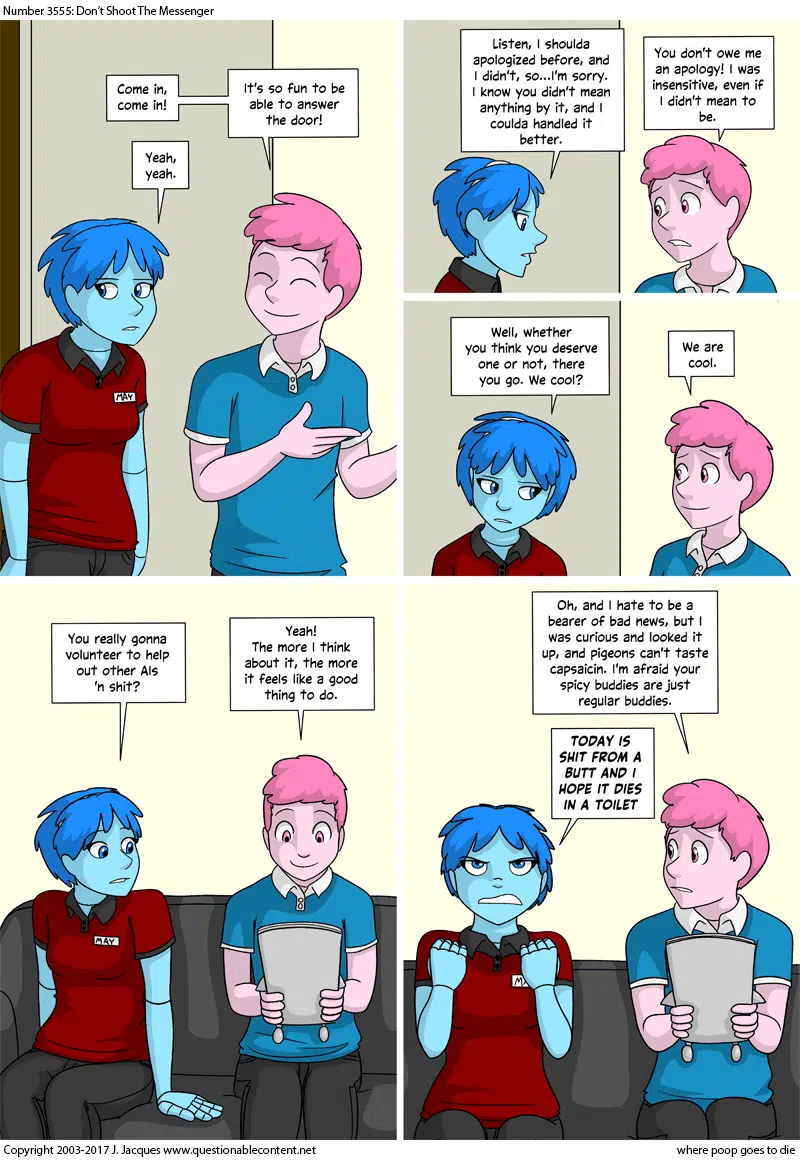 Number 3555: Don't Shoot The Messenger
Come in,
come in!
It's so fun to be
able to answer
the door!
Yeah,
yeah.
MAY
Listen, I shoulda
apologized before, and
I didn't, so...I'm sorry.
I know you didn't mean
anything by it, and I
coulda handled it
better.
You don't owe me
an apology! I was
insensitive, even if
I didn't mean to
be.
Well, whether
you think you deserve
one or not, there
you go. We cool?
We are
cool.
You really gonna
volunteer to help
out other AIs
'n shit?
Yeah!
The more I think
about it, the more
it feels like a good
thing to do.
MAY
Oh, and I hate to be a
bearer of bad news, but I
was curious and looked it
up, and pigeons can't taste
capsaicin. I'm afraid your
spicy buddies are just
regular buddies.
TODAY IS
SHIT FROM A
BUTT AND I
HOPE IT DIES
IN A TOILET
MA
Copyright 2003-2017 J. Jacques www.questionablecontent.net
where poop goes to die